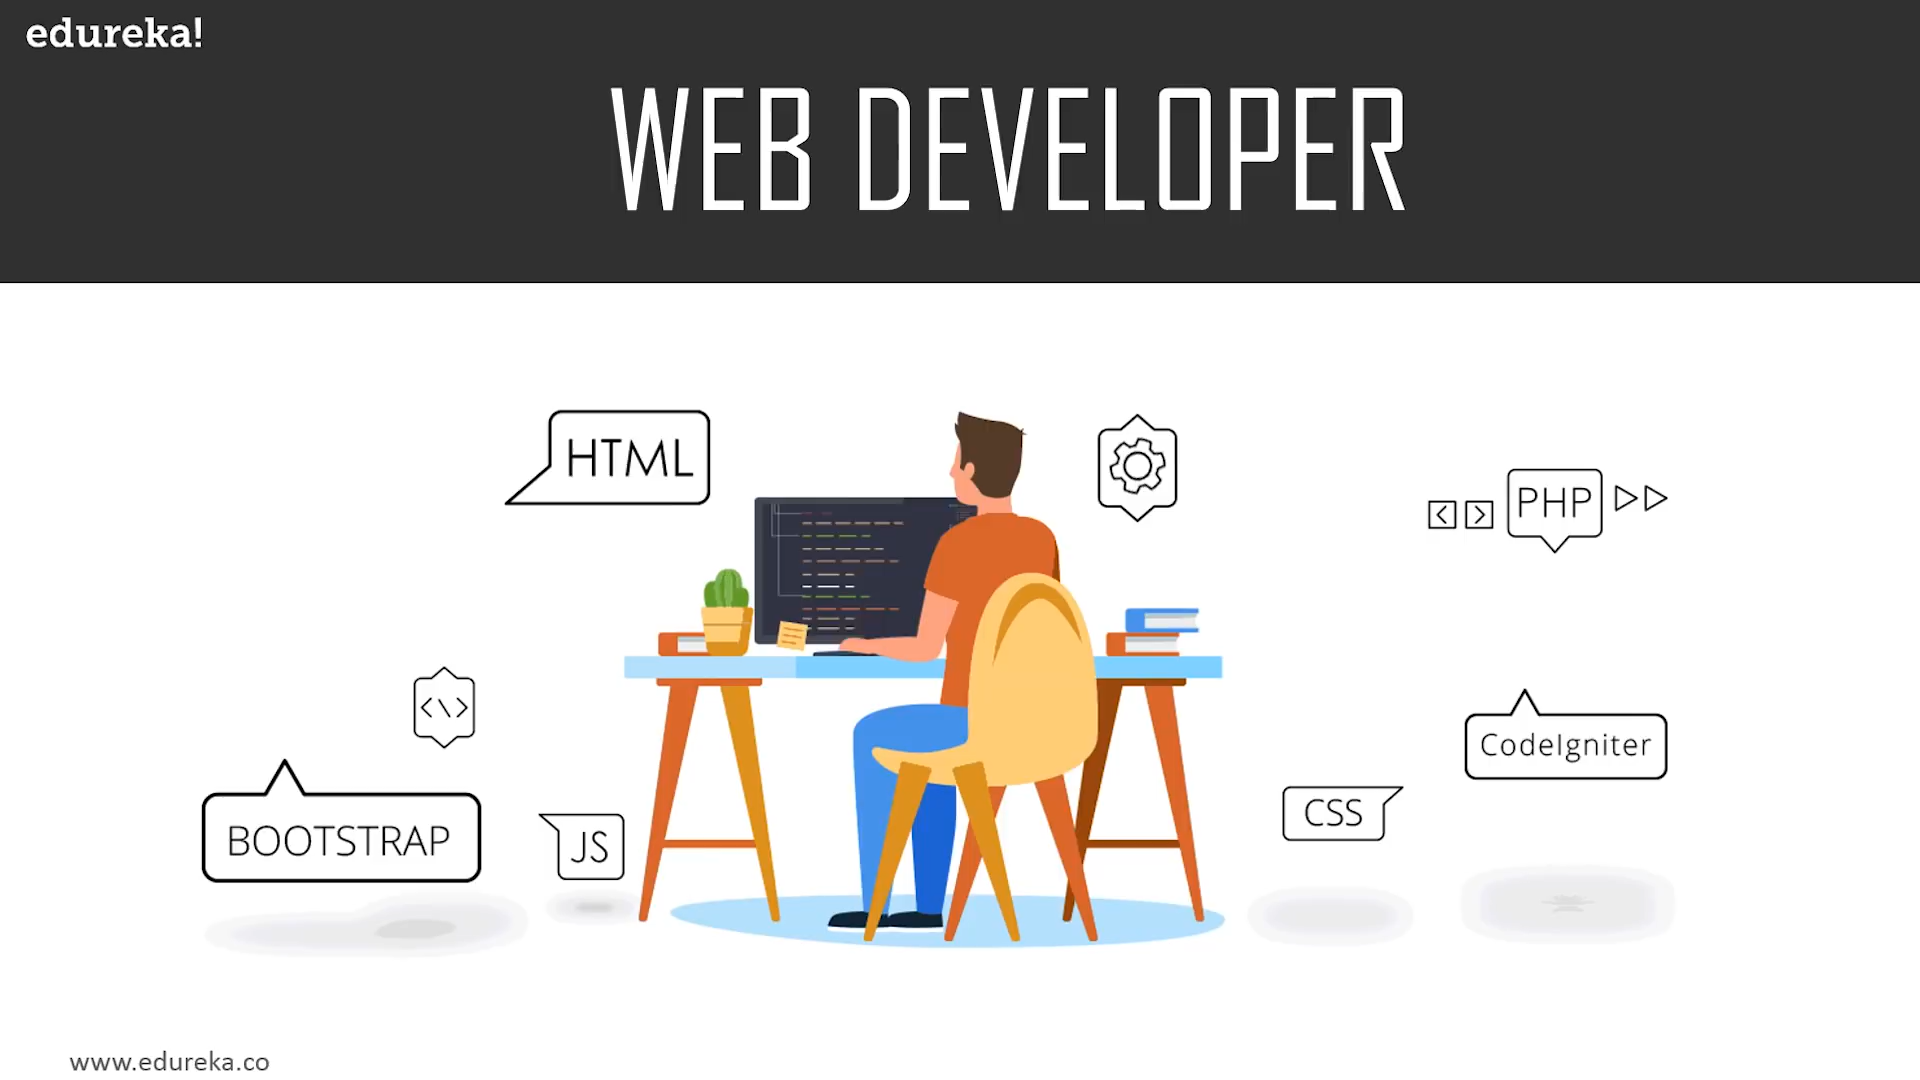 edureka!
WEB DEVELOPER
HTML
PHP
BOOTSTRAP
JS
CSS
CodeIgniter
www.edureka.co